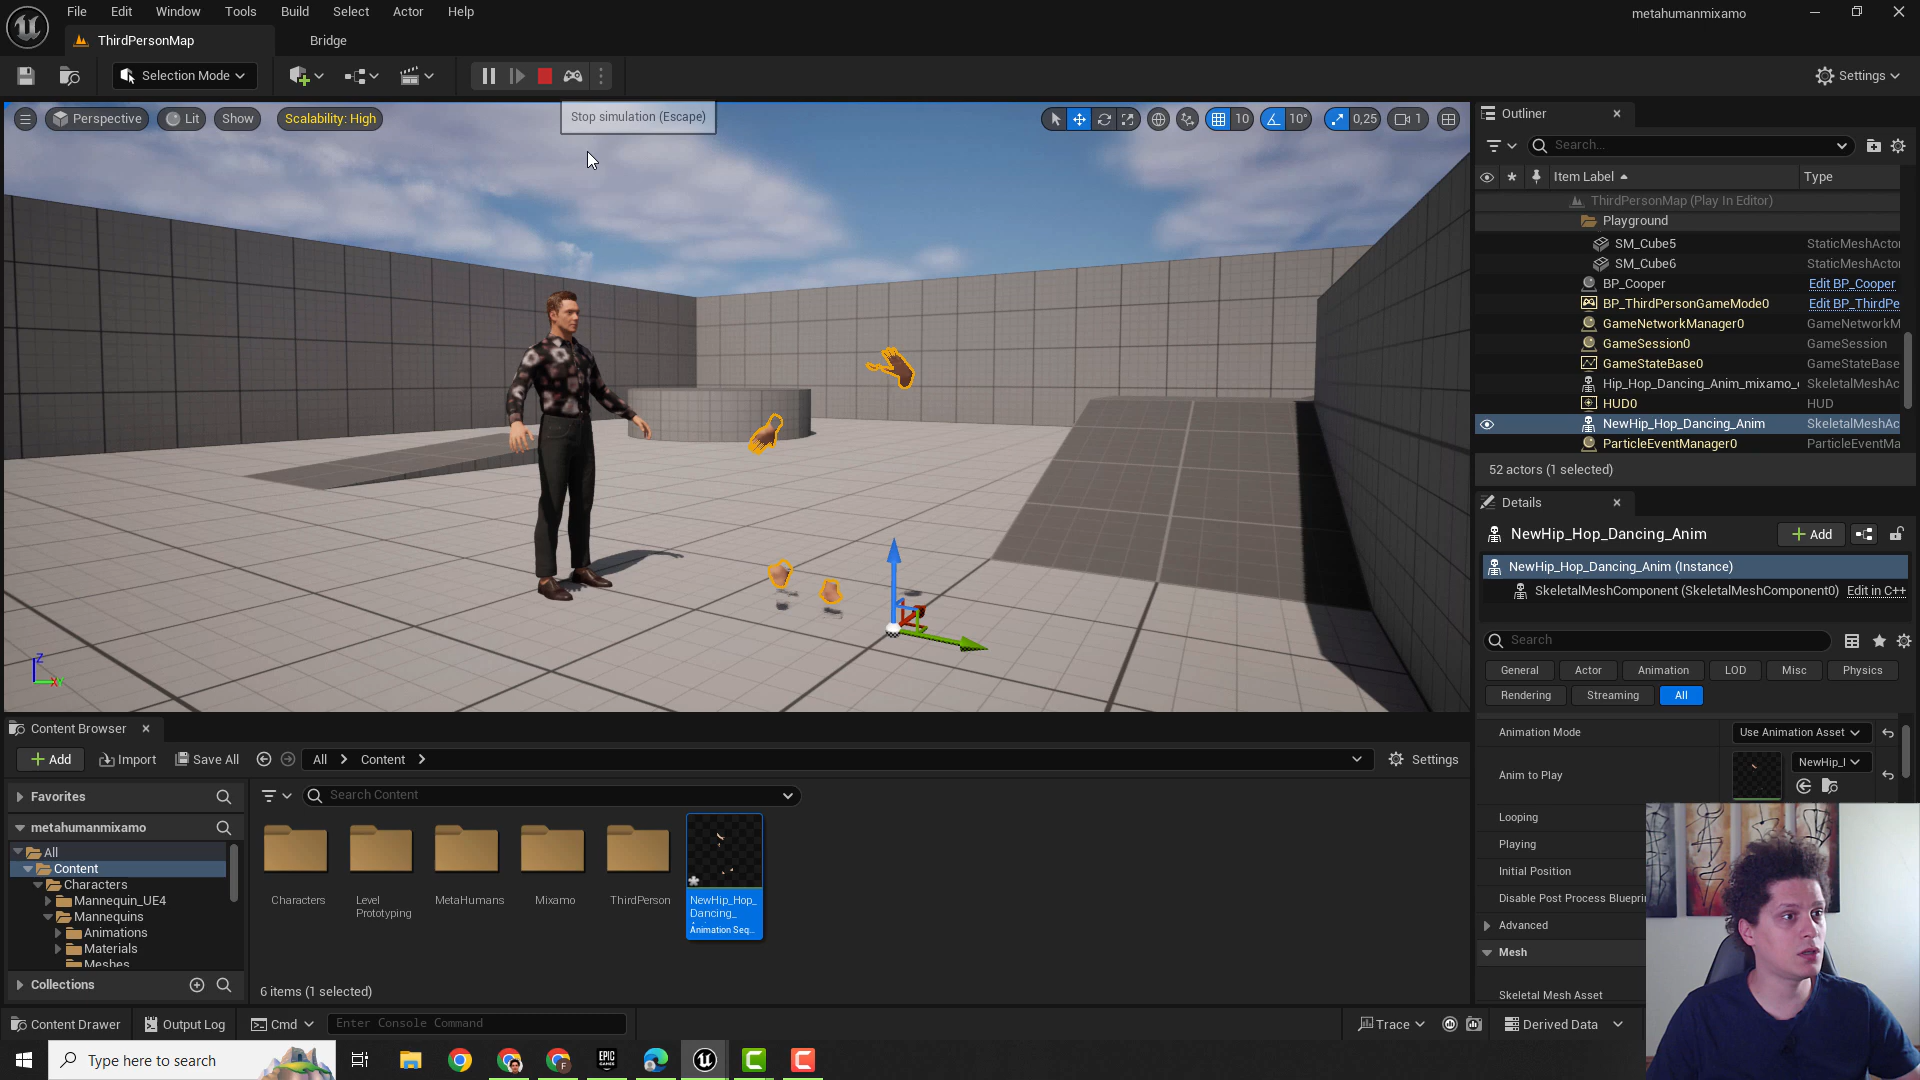 File Edit Window Tools Build Select Actor Help
metahumanmixamo
ThirdPersonMap
Bridge
Selection Mode
Settings
Perspective
Lit
Show
Scalability: High
Stop simulation (Escape)
10
10°
0,25
1
Outliner
Search...
Item Label
Type
ThirdPersonMap (Play In Editor)
Playground
SM_Cube5 StaticMeshActo
SM_Cube6 StaticMeshActo
BP_Cooper Edit BP_Cooper
BP_ThirdPersonGameMode0 Edit BP_ThirdPe
GameNetworkManager0 GameNetworkM
GameSession0 GameSession
GameStateBase0 GameStateBase
Hip_Hop_Dancing_Anim_mixamo_ SkeletalMeshAc
HUD0 HUD
NewHip_Hop_Dancing_Anim SkeletalMeshAc
ParticleEventManager0 ParticleEventMa
52 actors (1 selected)
Details
NewHip_Hop_Dancing_Anim
Add
NewHip_Hop_Dancing_Anim (Instance)
SkeletalMeshComponent (SkeletalMeshComponent0) Edit in C++
Search
General Actor Animation LOD Misc Physics
Rendering Streaming All
Animation Mode Use Animation Asset
Anim to Play NewHip_
Looping
Playing
Initial Position
Disable Post Process Bluepri
Advanced
Mesh
Skeletal Mesh Asset
Content Browser
Add Import Save All All Content Settings
Favorites
Search Content
metahumanmixamo
All
Content
Characters
Mannequin_UE4
Mannequins
Animations
Materials
Meshes
Collections
Characters
Level
Prototyping
MetaHumans
Mixamo
ThirdPerson
NewHip_Hop_
Dancing_
Animation Seq...
6 items (1 selected)
Content Drawer Output Log Cmd Enter Console Command Trace Derived Data
Type here to search
EPIC
GAMES